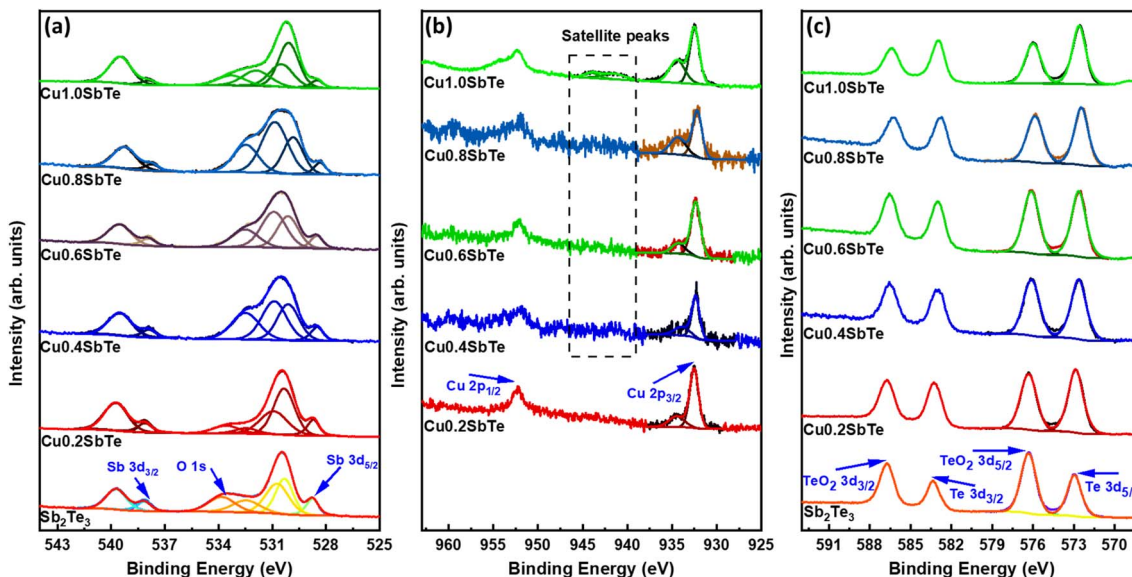 (a)
Cu1.0SbTe
Cu0.8SbTe
Cu0.6SbTe
Cu0.4SbTe
Cu0.2SbTe
Sb 3d3/2
O 1s
Sb 3d5/2
Sb2Te3
543 540 537 534 531 528 525
Binding Energy (eV)
Intensity (arb. units)
(b)
Satellite peaks
Cu1.0SbTe
Cu0.8SbTe
Cu0.6SbTe
Cu0.4SbTe
Cu 2p1/2
Cu 2p3/2
Cu0.2SbTe
960 955 950 945 940 935 930 925
Binding Energy (eV)
Intensity (arb. units)
(c)
Cu1.0SbTe
Cu0.8SbTe
Cu0.6SbTe
Cu0.4SbTe
Cu0.2SbTe
TeO2 3d3/2
Te 3d3/2
TeO2 3d5/2
Te 3d5/
Sb2Te3
591 588 585 582 579 576 573 570
Binding Energy (eV)
Intensity (arb. units)